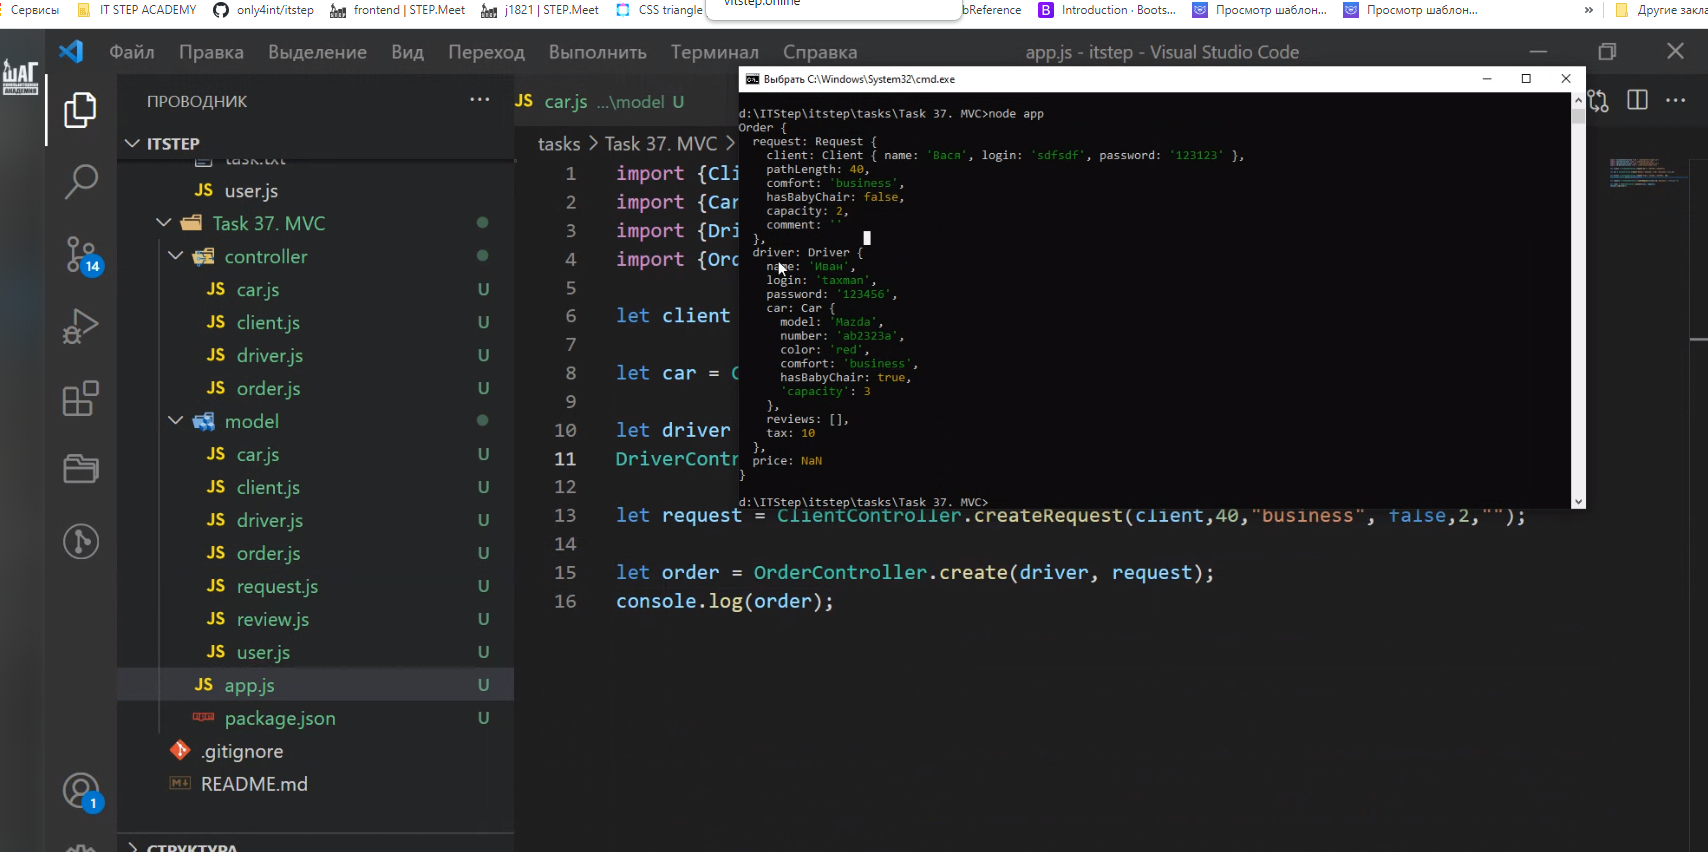 Сервисы
IT STEP ACADEMY
only4int/itstep
frontend | STEP.Meet
j1821 | STEP.Meet
CSS triangle
vitstep.online
bReference
Introduction · Boots...
Просмотр шаблон...
Просмотр шаблон...
»
Другие закла
ШАГ
Файл Правка Выделение Вид Переход Выполнить Терминал Справка
app.js - itstep - Visual Studio Code
ПРОВОДНИК
ITSTEP
task.txt
JS user.js
Task 37. MVC
controller
JS car.js U
JS client.js U
JS driver.js U
JS order.js U
model
JS car.js U
JS client.js U
JS driver.js U
JS order.js U
JS request.js U
JS review.js U
JS user.js U
JS app.js U
package.json U
.gitignore
README.md
СТРУКТУРА
14
1
JS car.js ...\model U
tasks > Task 37. MVC >
1 import {Cli
2 import {Car
3 import {Dri
4 import {Ord
5
6 let client
7
8 let car = C
9
10 let driver
11 DriverContr
12
13 let request = ClientController.createRequest(client,40,"business", false,2,"");
14
15 let order = OrderController.create(driver, request);
16 console.log(order);
Выбрать C:\Windows\System32\cmd.exe
d:\ITStep\itstep\tasks\Task 37. MVC>node app
Order {
request: Request {
client: Client { name: 'Вася', login: 'sdfsdf', password: '123123' },
pathLength: 40,
comfort: 'business',
hasBabyChair: false,
capacity: 2,
comment: ''
},
driver: Driver {
name: 'Иван',
login: 'taxman',
password: '123456',
car: Car {
model: 'Mazda',
number: 'ab2323a',
color: 'red',
comfort: 'business',
hasBabyChair: true,
'сapacity': 3
},
reviews: [],
tax: 10
},
price: NaN
}
d:\ITStep\itstep\tasks\Task 37. MVC>